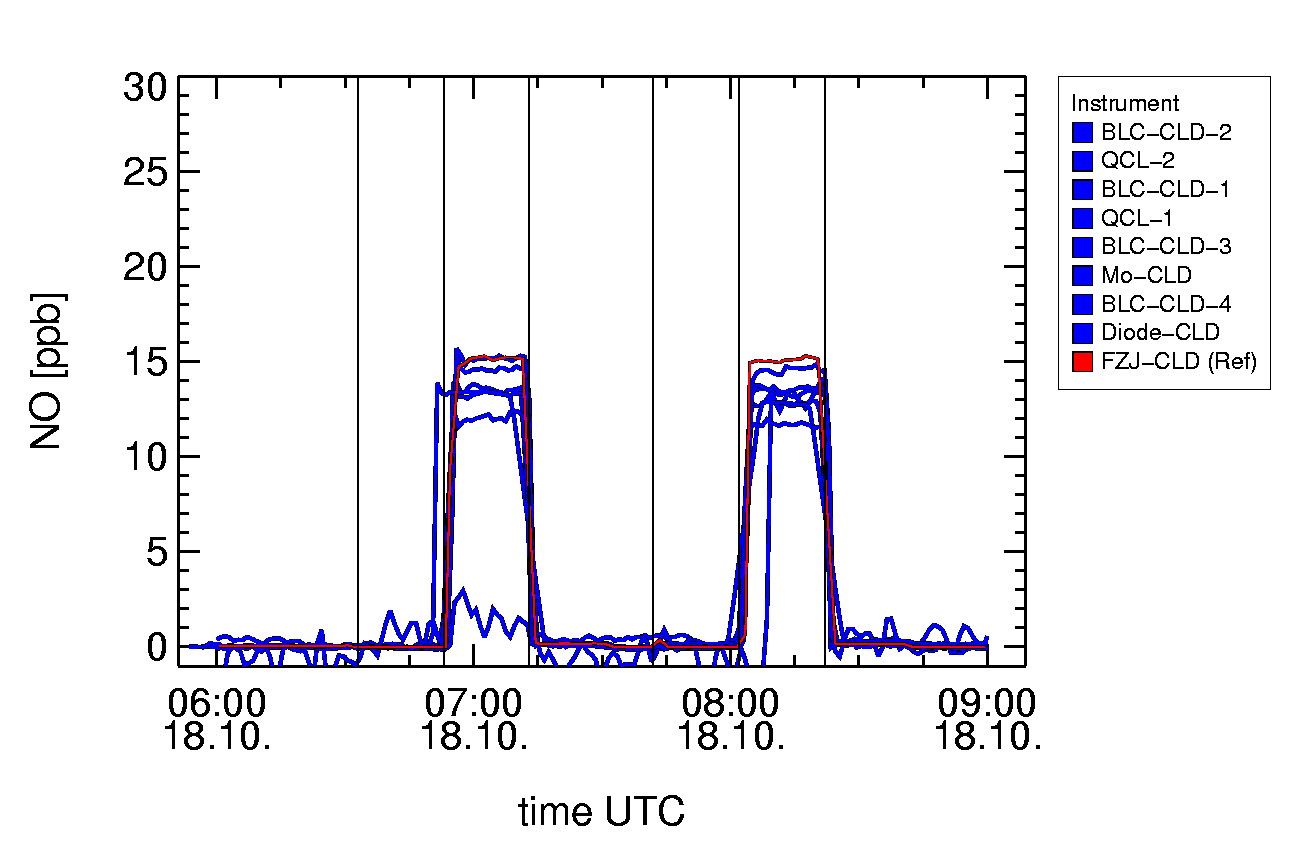 30
25
20
15
10
5
0
NO [ppb]
06:00 07:00 08:00 09:00
18.10. 18.10. 18.10. 18.10.
time UTC
Instrument
BLC-CLD-2
QCL-2
BLC-CLD-1
QCL-1
BLC-CLD-3
Mo-CLD
BLC-CLD-4
Diode-CLD
FZJ-CLD (Ref)